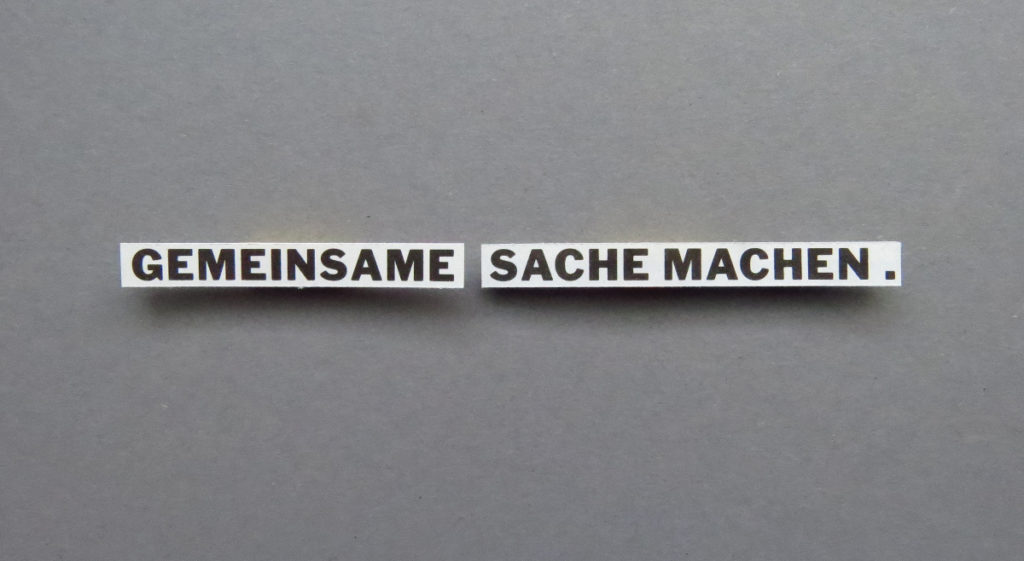 GEMEINSAME SACHE MACHEN .